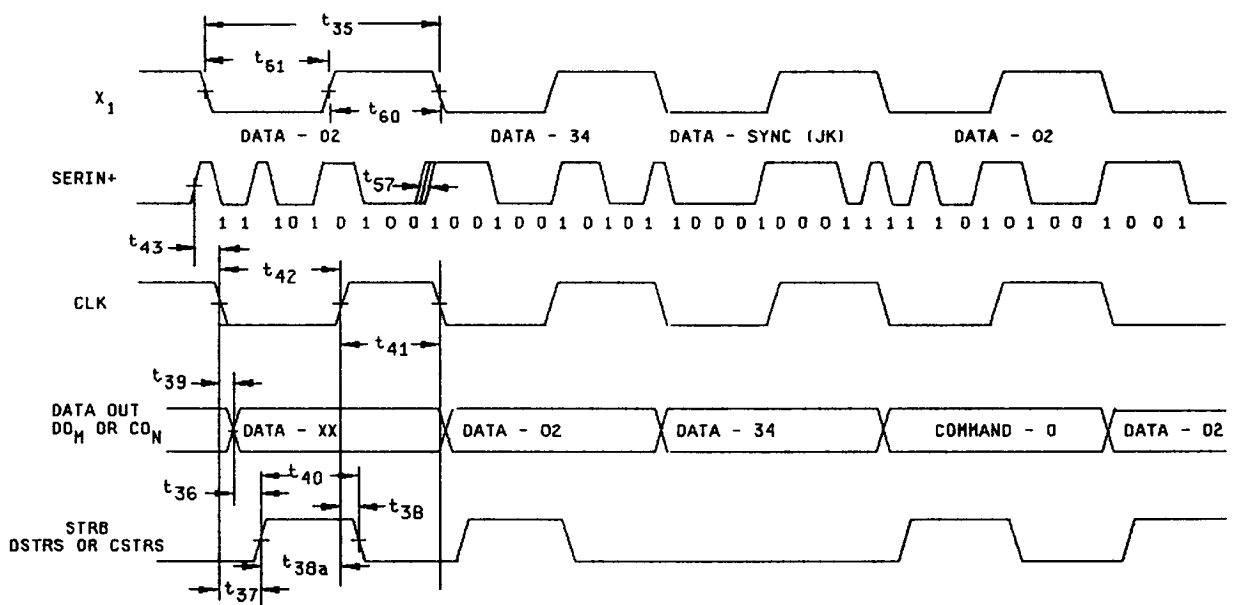 t35
t61
X1
t60
DATA - 02
DATA - 34
DATA - SYNC (JK)
DATA - 02
SERIN+
t57
1 1 1 0 1 0 1 0 0 1 0 0 1 0 0 1 0 1 0 1 1 0 0 0 1 0 0 0 1 1 1 1 0 1 0 1 0 0 1 0 0 1
t43
t42
CLK
t41
t39
DATA OUT
DOM OR CON
DATA - XX
DATA - 02
DATA - 34
COMMAND - 0
DATA - 02
t40
t36
t38
STRB
DSTRS OR CSTRS
t38a
t37